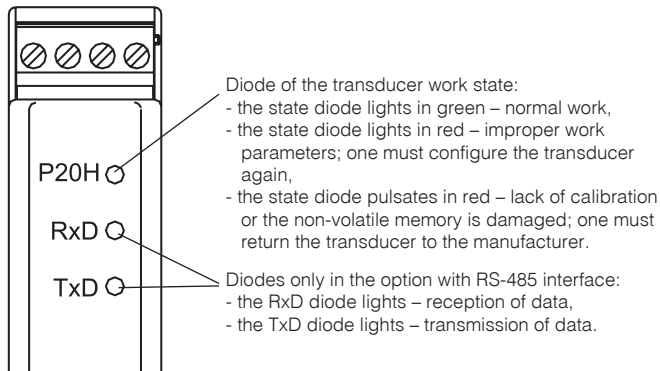 Diode of the transducer work state:
- the state diode lights in green – normal work,
- the state diode lights in red – improper work
parameters; one must configure the transducer
again,
- the state diode pulsates in red – lack of calibration
or the non-volatile memory is damaged; one must
return the transducer to the manufacturer.
P20H
RxD
TxD
Diodes only in the option with RS-485 interface:
- the RxD diode lights – reception of data,
- the TxD diode lights – transmission of data.